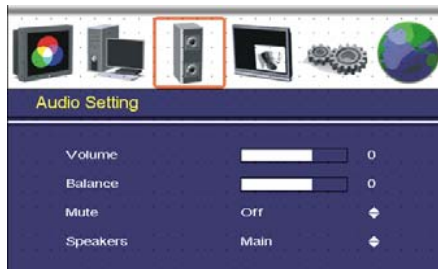 Audio Setting
Volume 0
Balance 0
Mute Off
Speakers Main